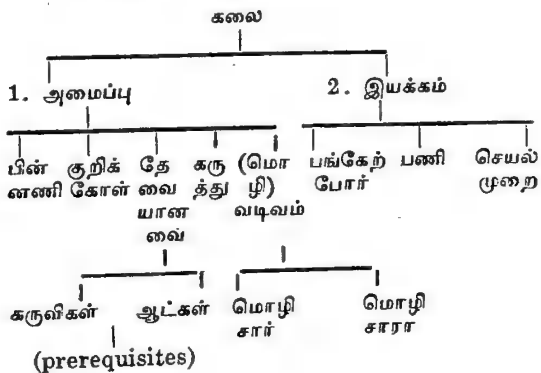 கலை
1. அமைப்பு 2. இயக்கம்
பின் குறிக் தே கரு (மொ பங்கேற் பணி செயல்
னணி கோள் வை த்து ழி) போர் முறை
யான வடிவம்
வை
கருவிகள் ஆட்கள் மொழி மொழி
சார் சாரா
(prerequisites)